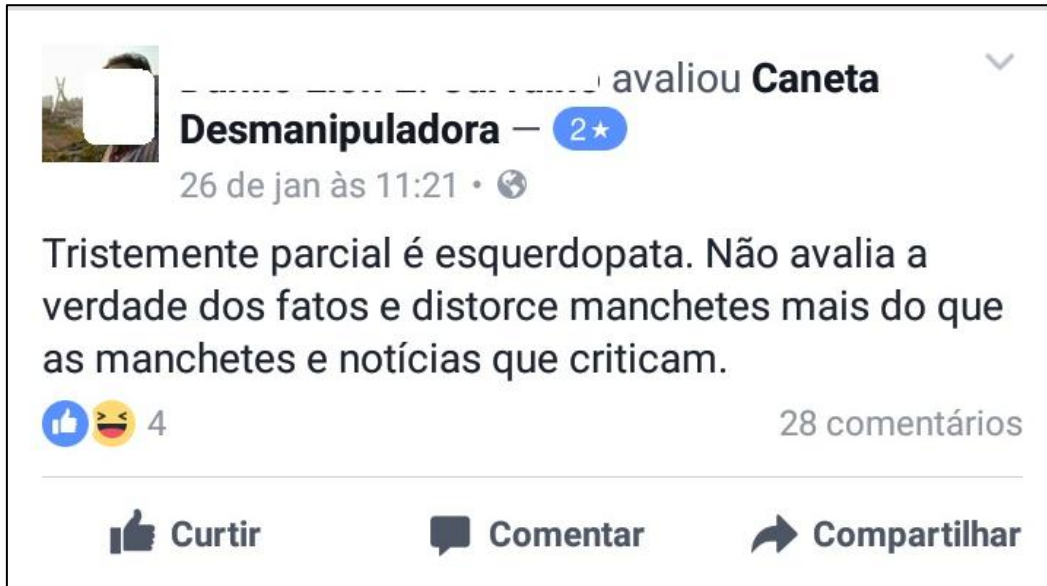 avaliou Caneta
Desmanipuladora — 2★
26 de jan às 11:21 •
Tristemente parcial é esquerdopata. Não avalia a
verdade dos fatos e distorce manchetes mais do que
as manchetes e notícias que criticam.
4 28 comentários
Curtir Comentar Compartilhar